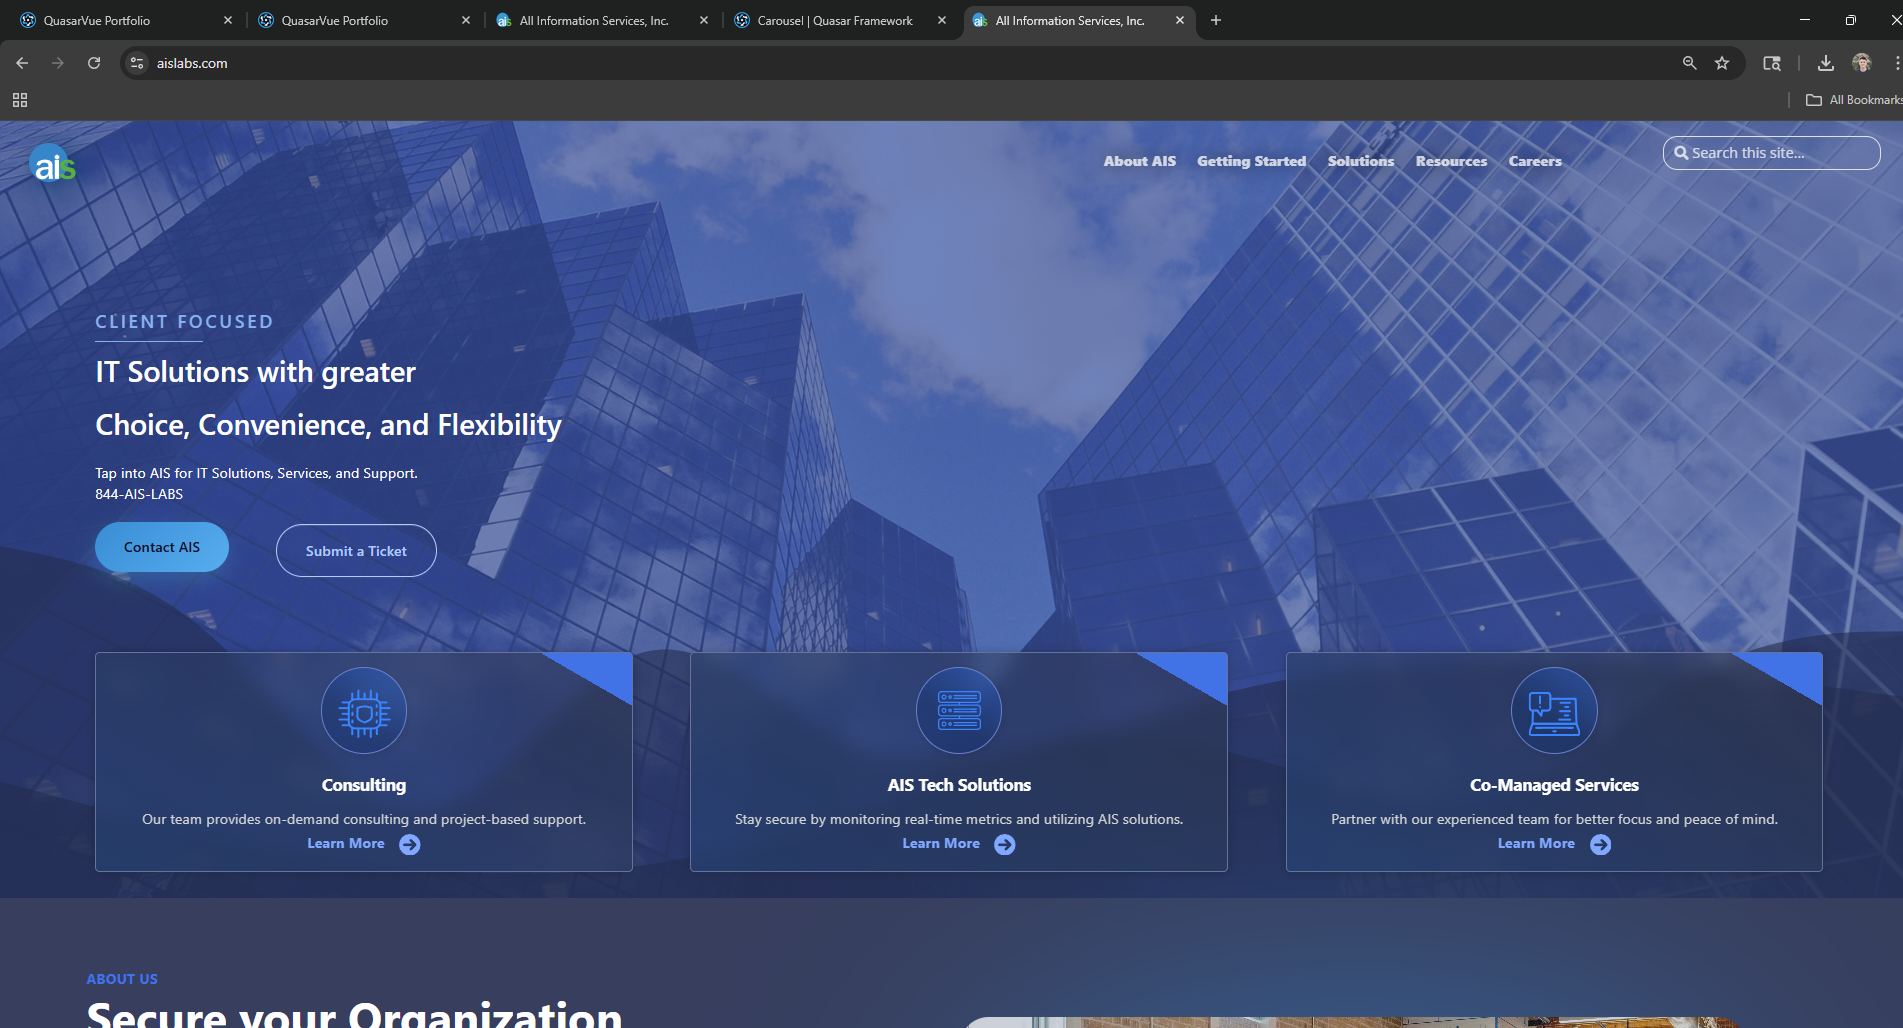 QuasarVue Portfolio
QuasarVue Portfolio
All Information Services, Inc.
Carousel | Quasar Framework
All Information Services, Inc.
aislabs.com
All Bookmarks
ais
About AIS
Getting Started
Solutions
Resources
Careers
Search this site...
CLIENT FOCUSED
IT Solutions with greater
Choice, Convenience, and Flexibility
Tap into AIS for IT Solutions, Services, and Support.
844-AIS-LABS
Contact AIS
Submit a Ticket
Consulting
Our team provides on-demand consulting and project-based support.
Learn More
AIS Tech Solutions
Stay secure by monitoring real-time metrics and utilizing AIS solutions.
Learn More
Co-Managed Services
Partner with our experienced team for better focus and peace of mind.
Learn More
ABOUT US
Secure your Organization